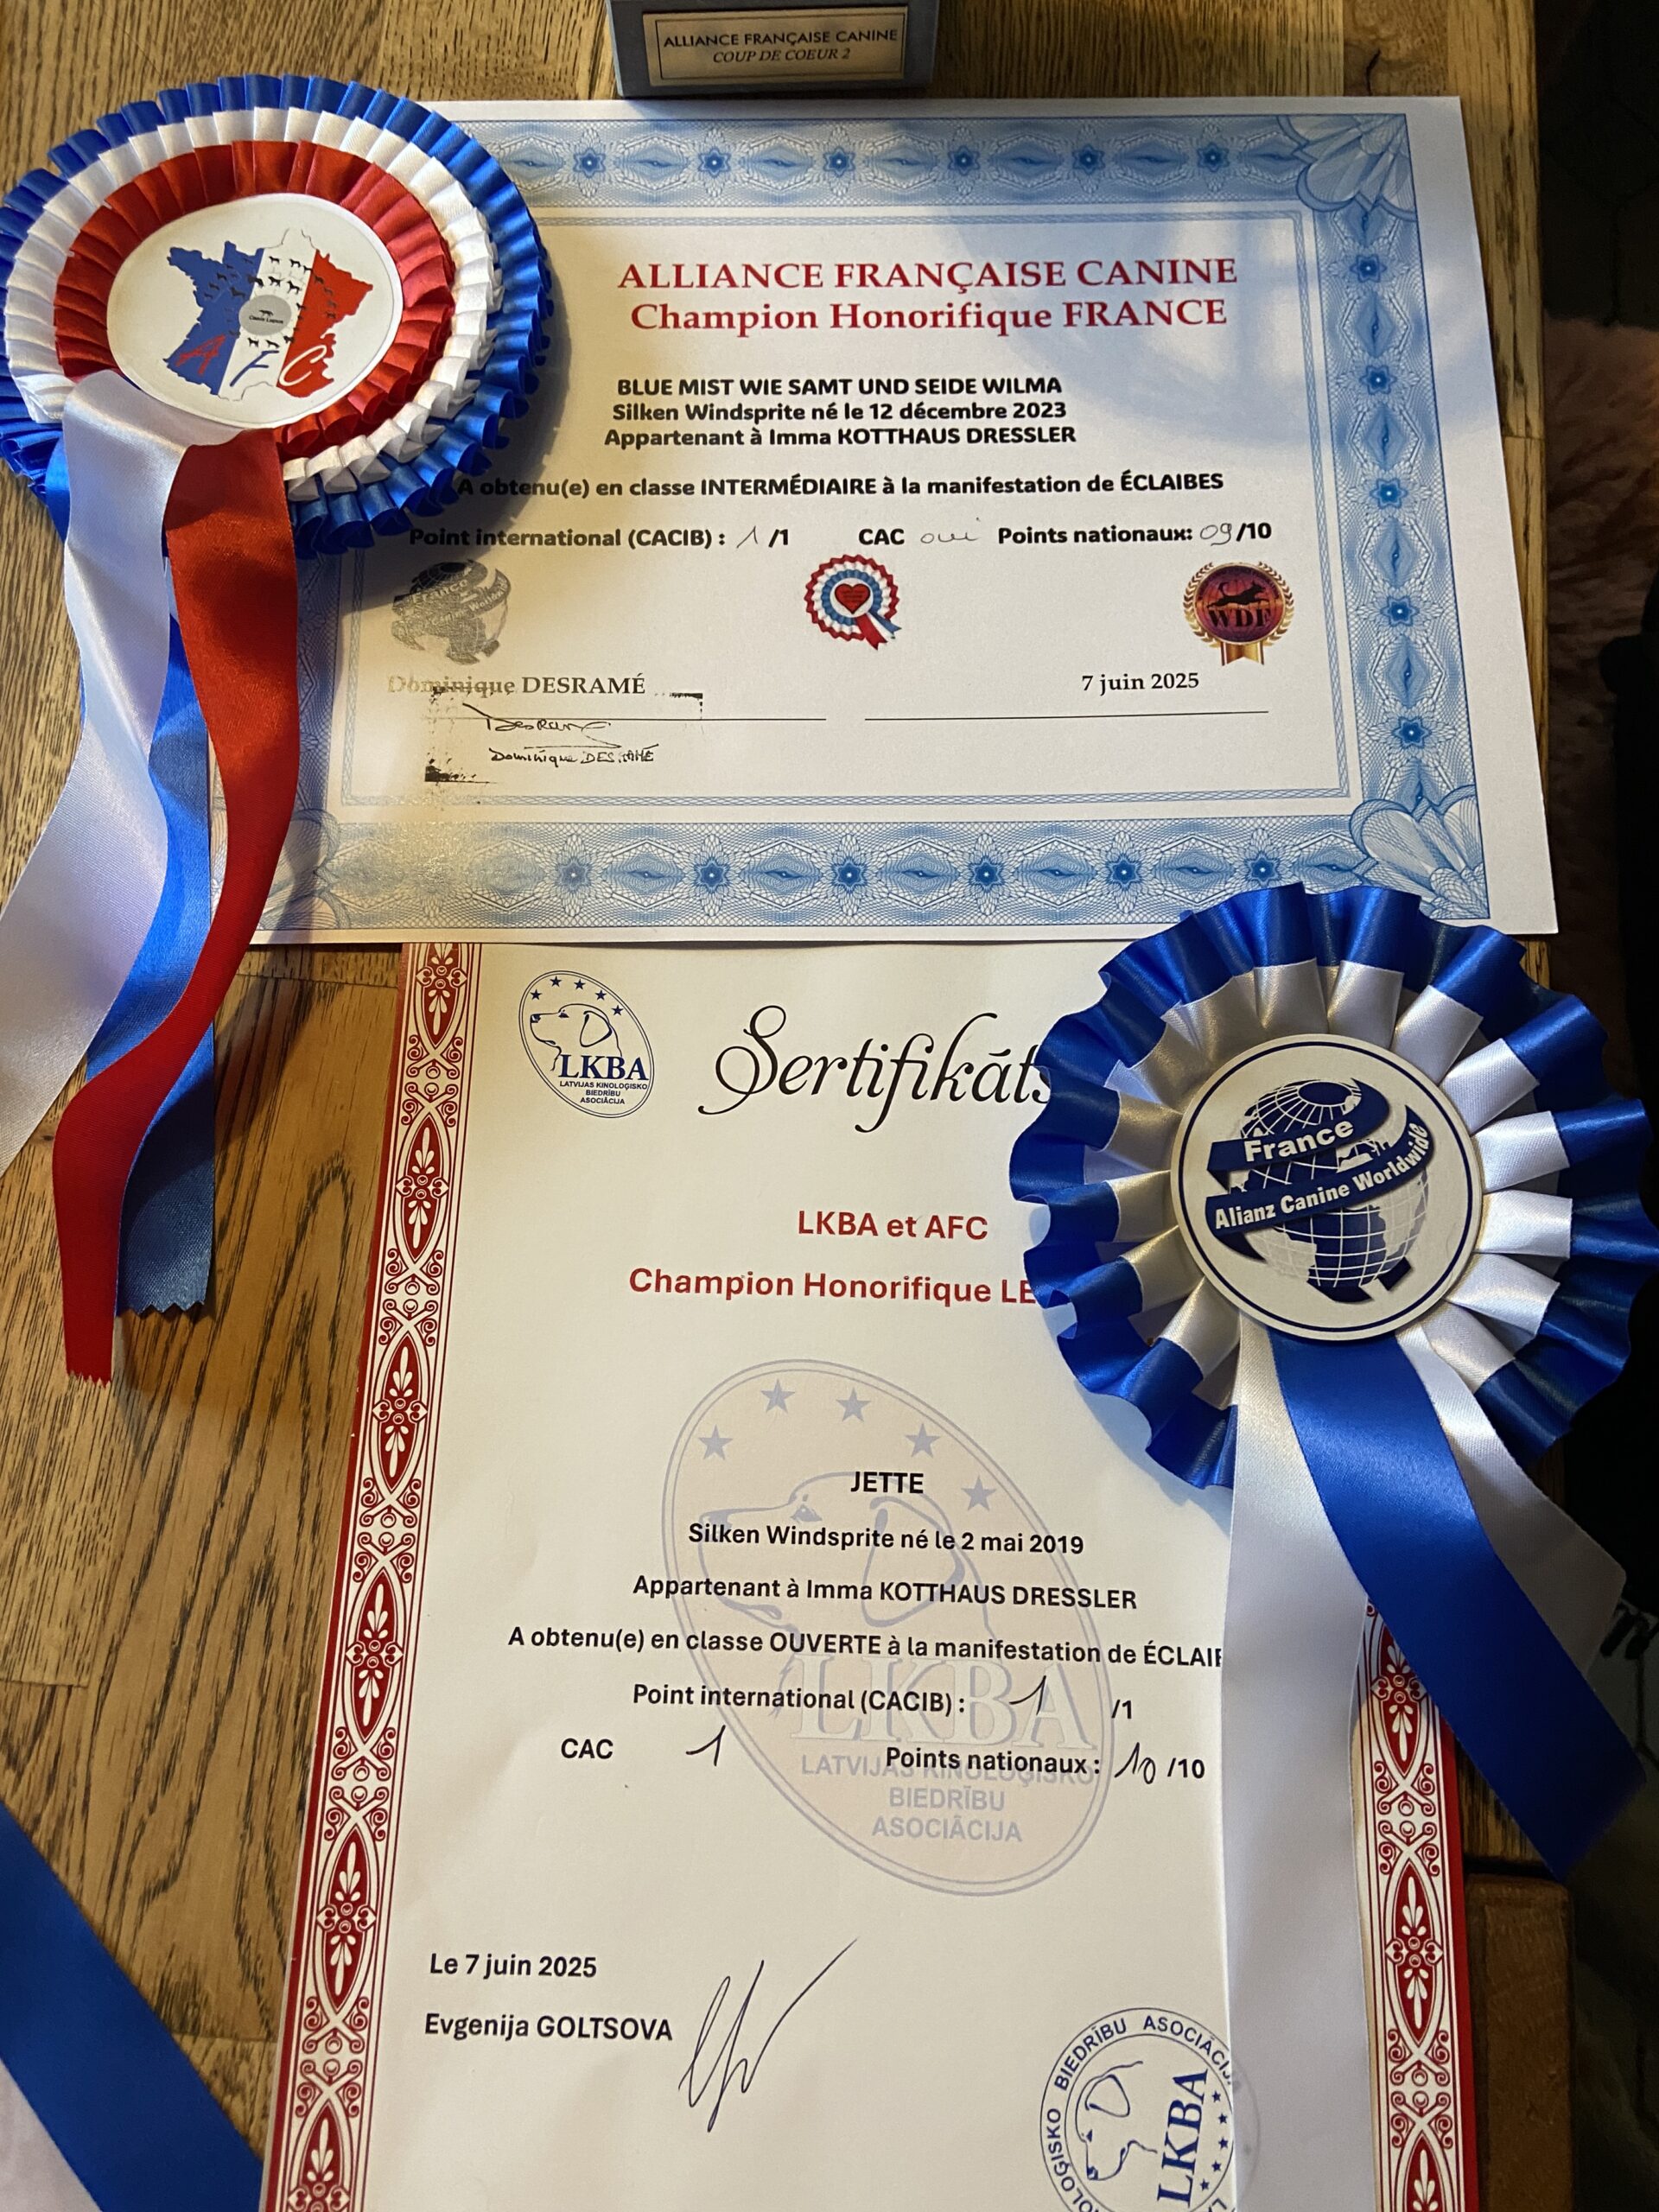 ALLIANCE FRANÇAISE CANINE
COUP DE COEUR 2
AFC
ALLIANCE FRANÇAISE CANINE
Champion Honorifique FRANCE
BLUE MIST WIE SAMT UND SEIDE WILMA
Silken Windsprite né le 12 décembre 2023
Appartenant à Imma KOTTHAUS DRESSLER
A obtenu(e) en classe INTERMÉDIAIRE à la manifestation de ÉCLAIBES
Point international (CACIB) : 1 /1 CAC oui Points nationaux: 09/10
France
WDF
Dominique DESRAMÉ
7 juin 2025
LKBA
LATVIJAS KINOLOĢISKO
BIEDRĪBU
ASOCIĀCIJA
Sertifikāts
France
Alianz Canine Worldwide
LKBA et AFC
Champion Honorifique LE
JETTE
Silken Windsprite né le 2 mai 2019
Appartenant à Imma KOTTHAUS DRESSLER
A obtenu(e) en classe OUVERTE à la manifestation de ÉCLAI
Point international (CACIB) : 1 /1
CAC 1 Points nationaux : 10 /10
LKBA
LATVIJAS KINOLOĢISKO
BIEDRĪBU
ASOCIĀCIJA
Le 7 juin 2025
Evgenija GOLTSOVA
BIEDRĪBU ASOCIĀCIJA
LKBA